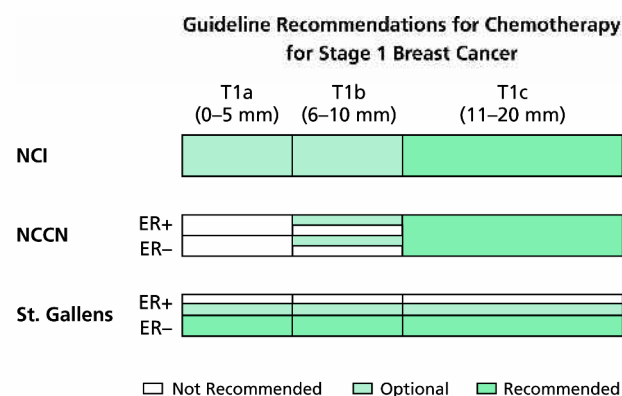 Guideline Recommendations for Chemotherapy
for Stage 1 Breast Cancer
T1a T1b T1c
(0–5 mm) (6–10 mm) (11–20 mm)
NCI
NCCN
ER+
ER–
St. Gallens
ER+
ER–
Not Recommended Optional Recommended